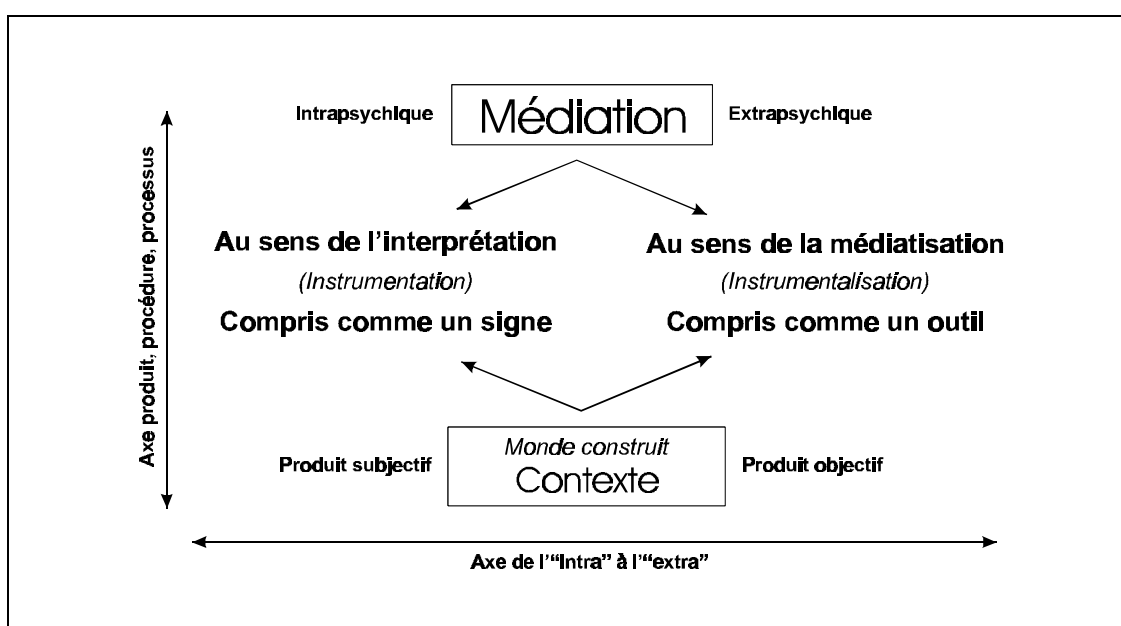 Intrapsychique Médiation Extrapsychique
Axe produit, procédure, processus
Au sens de l'interprétation
(Instrumentation)
Compris comme un signe
Au sens de la médiatisation
(Instrumentalisation)
Compris comme un outil
Monde construit
Produit subjectif Contexte Produit objectif
Axe de l'"Intra" à l'"extra"